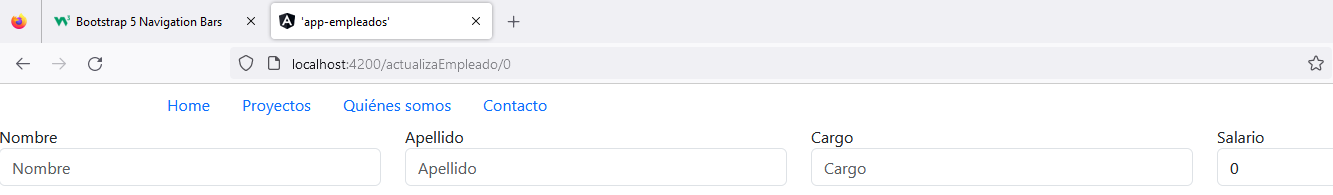 Bootstrap 5 Navigation Bars
'app-empleados'
localhost:4200/actualizaEmpleado/0
Home Proyectos Quiénes somos Contacto
Nombre Apellido Cargo Salario
Nombre Apellido Cargo 0